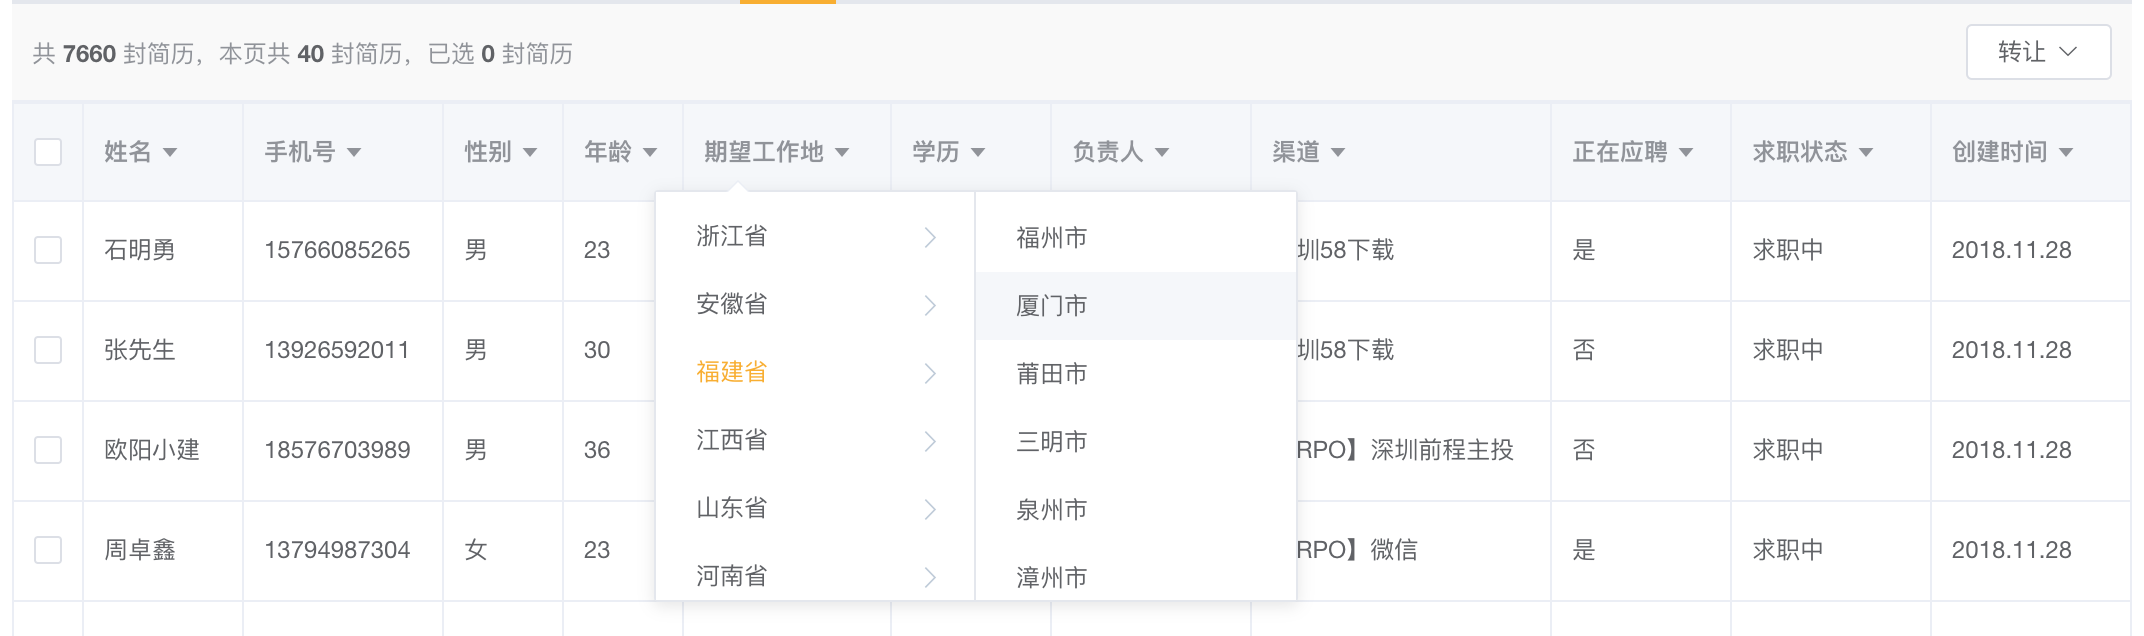 共 7660 封简历，本页共 40 封简历，已选 0 封简历
转让
姓名 手机号 性别 年龄 期望工作地 学历 负责人 渠道 正在应聘 求职状态 创建时间
浙江省 福州市
石明勇 15766085265 男 23 圳58下载 是 求职中 2018.11.28
安徽省 厦门市
张先生 13926592011 男 30 圳58下载 否 求职中 2018.11.28
福建省 莆田市
江西省 三明市
欧阳小建 18576703989 男 36 RPO】深圳前程主投 否 求职中 2018.11.28
山东省 泉州市
周卓鑫 13794987304 女 23 RPO】微信 是 求职中 2018.11.28
河南省 漳州市